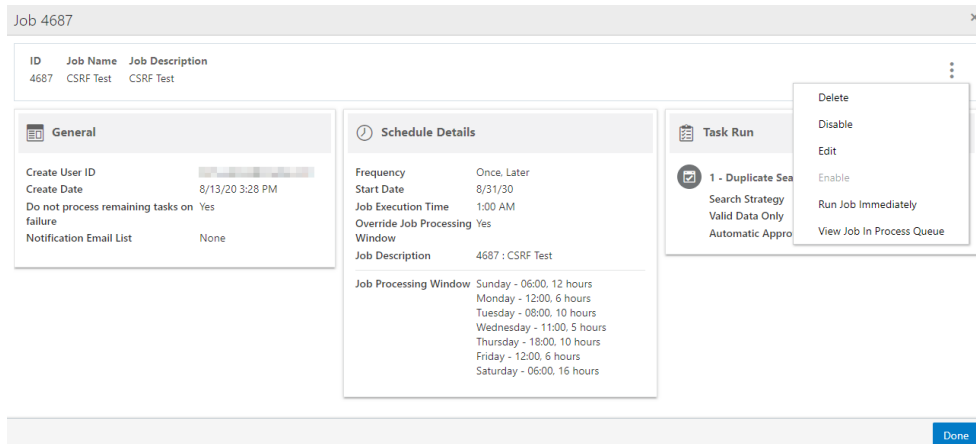 Job 4687
ID Job Name Job Description
4687 CSRF Test CSRF Test
Delete
Disable
Edit
Enable
Run Job Immediately
View Job In Process Queue
General
Create User ID
Create Date 8/13/20 3:28 PM
Do not process remaining tasks on Yes
failure
Notification Email List None
Schedule Details
Frequency Once, Later
Start Date 8/31/30
Job Execution Time 1:00 AM
Override Job Processing Yes
Window
Job Description 4687 : CSRF Test
Job Processing Window Sunday - 06:00, 12 hours
Monday - 12:00, 6 hours
Tuesday - 08:00, 10 hours
Wednesday - 11:00, 5 hours
Thursday - 18:00, 10 hours
Friday - 12:00, 6 hours
Saturday - 06:00, 16 hours
Task Run
1 - Duplicate Sea
Search Strategy
Valid Data Only
Automatic Appro
Done